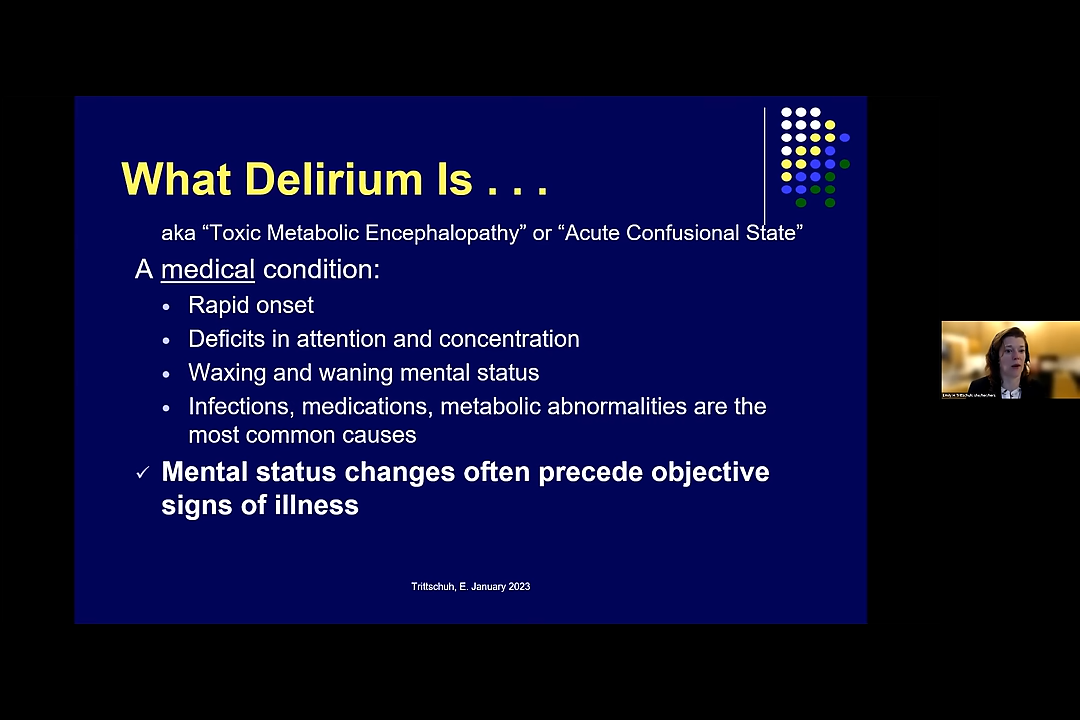 What Delirium Is . . .
aka “Toxic Metabolic Encephalopathy” or “Acute Confusional State”
A medical condition:
• Rapid onset
• Deficits in attention and concentration
• Waxing and waning mental status
• Infections, medications, metabolic abnormalities are the
most common causes
✓ Mental status changes often precede objective
signs of illness
Trittschuh, E. January 2023
Emily H Trittschuh